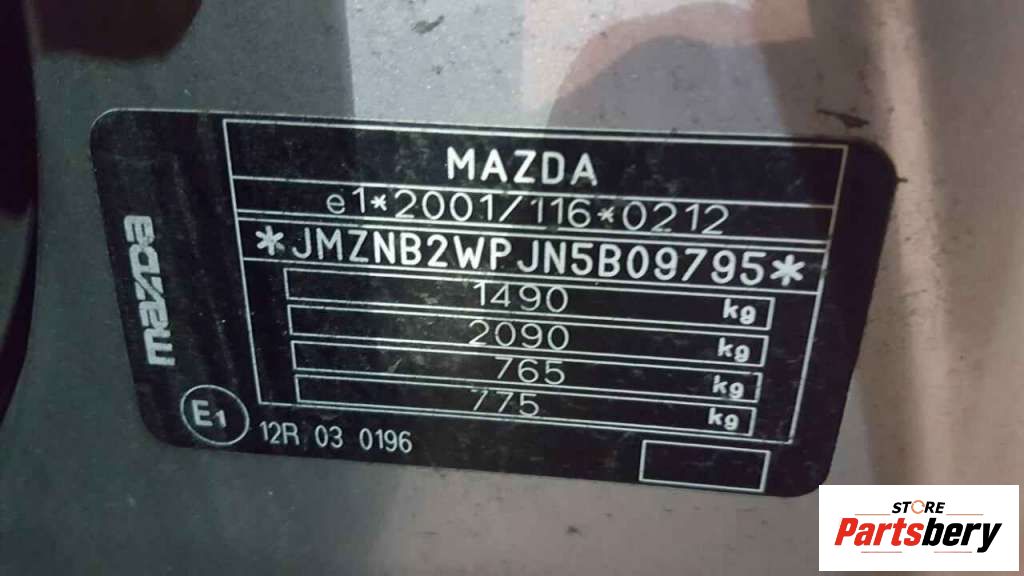 MAZDA
e1*2001/116*0212
*JMZNB2WPJN5B09795*
1490 kg
2090 kg
765 kg
775 kg
mazda
E1
12R 03 0196
STORE
Partsbery